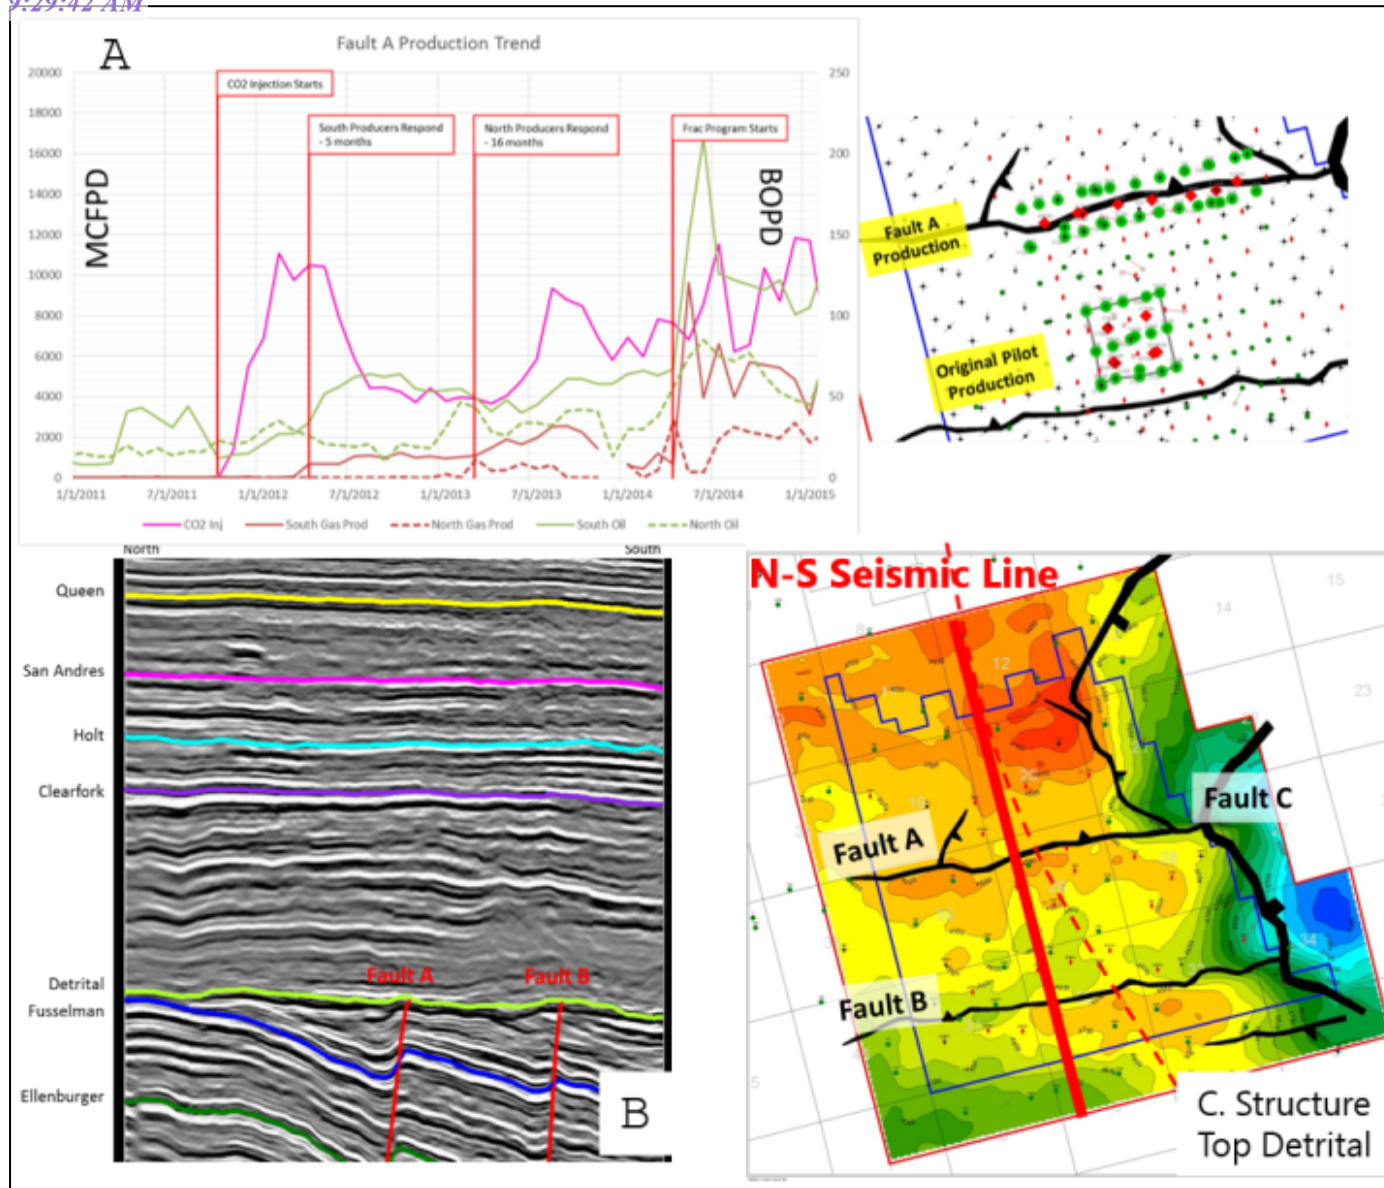 9:29:42 AM
A
Fault A Production Trend
20000
18000
16000
14000
12000
10000
8000
6000
4000
2000
0
250
200
150
100
50
0
MCFPD
BOPD
CO2 Injection Starts
South Producers Respond
- 5 months
North Producers Respond
- 16 months
Frac Program Starts
1/1/2011
7/1/2011
1/1/2012
7/1/2012
1/1/2013
7/1/2013
1/1/2014
7/1/2014
1/1/2015
CO2 Inj
South Gas Prod
North Gas Prod
South Oil
North Oil
Fault A
Production
Original Pilot
Production
North
South
Queen
San Andres
Holt
Clearfork
Detrital
Fusselman
Ellenburger
Fault A
Fault B
B
N-S Seismic Line
15
14
12
23
Fault C
Fault A
Fault B
34
C. Structure
Top Detrital